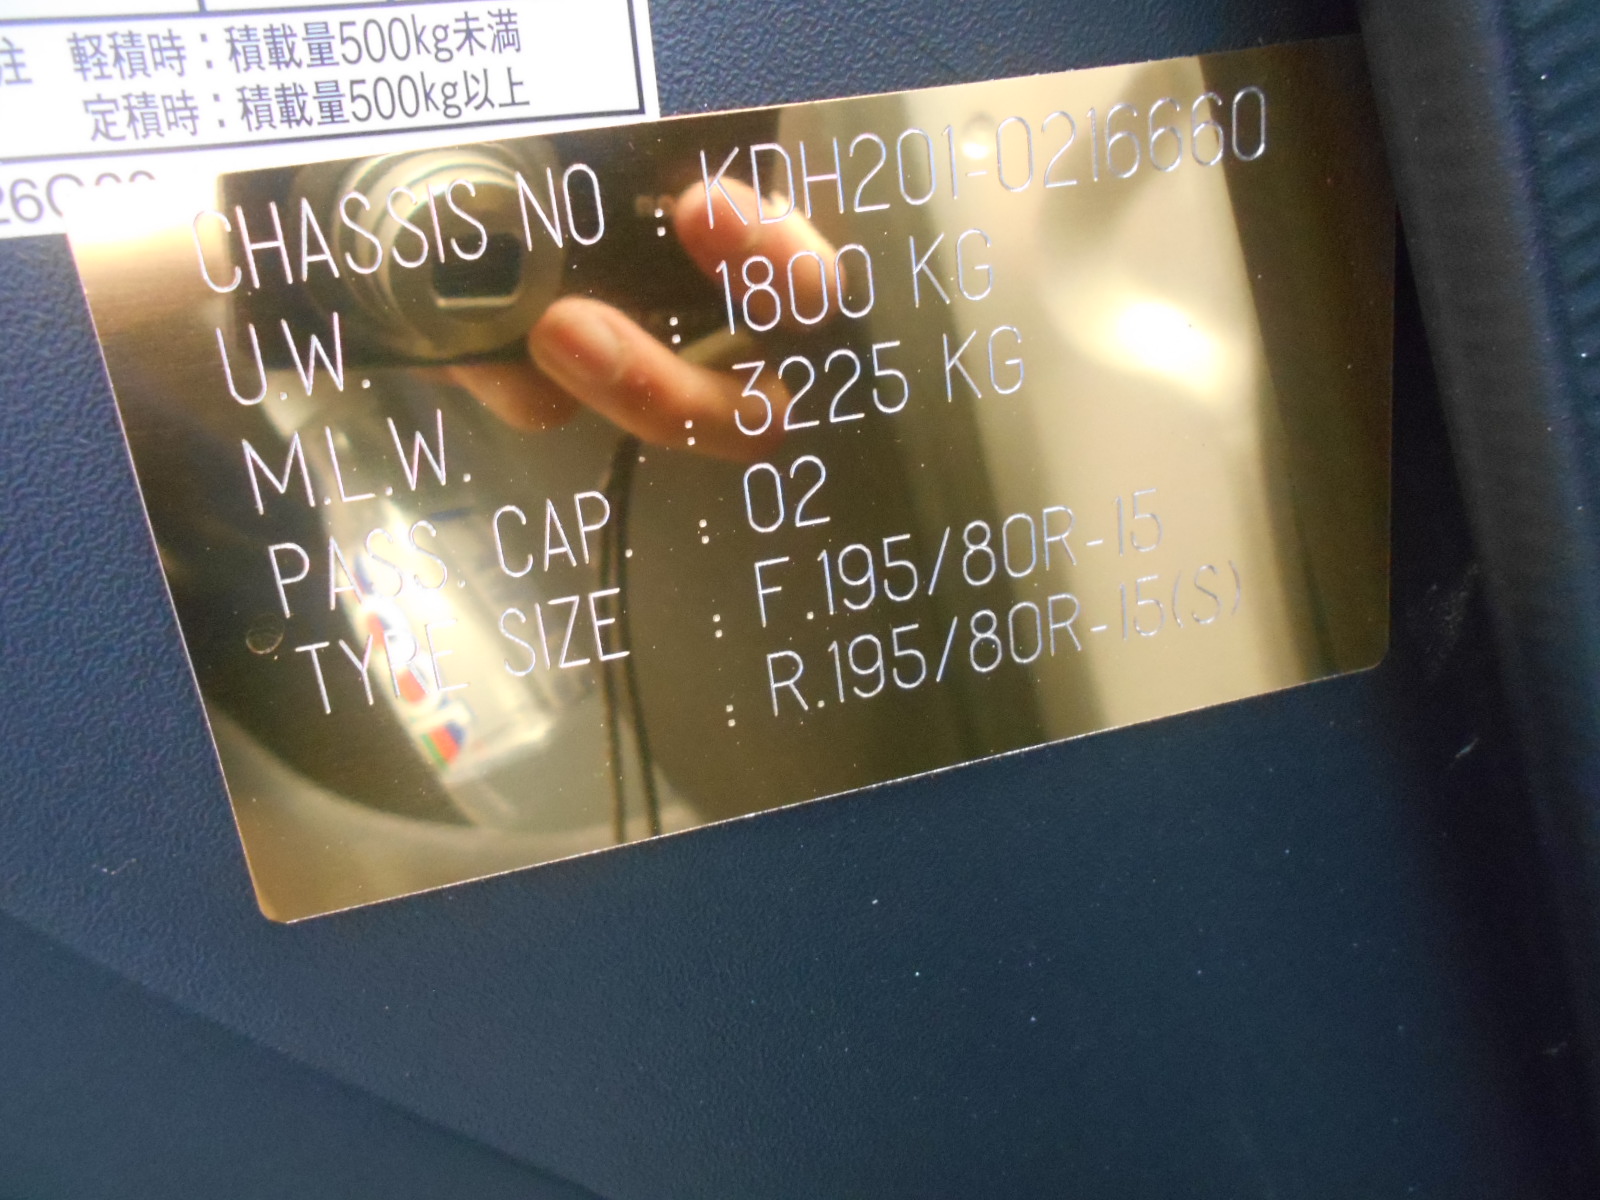 注 軽積時：積載量500kg未満
定積時：積載量500kg以上
CHASSIS NO : KDH201-0216660
U.W. : 1800 KG
M.L.W. : 3225 KG
PASS. CAP. : 02
TYRE SIZE : F.195/80R-15
: R.195/80R-15(S)